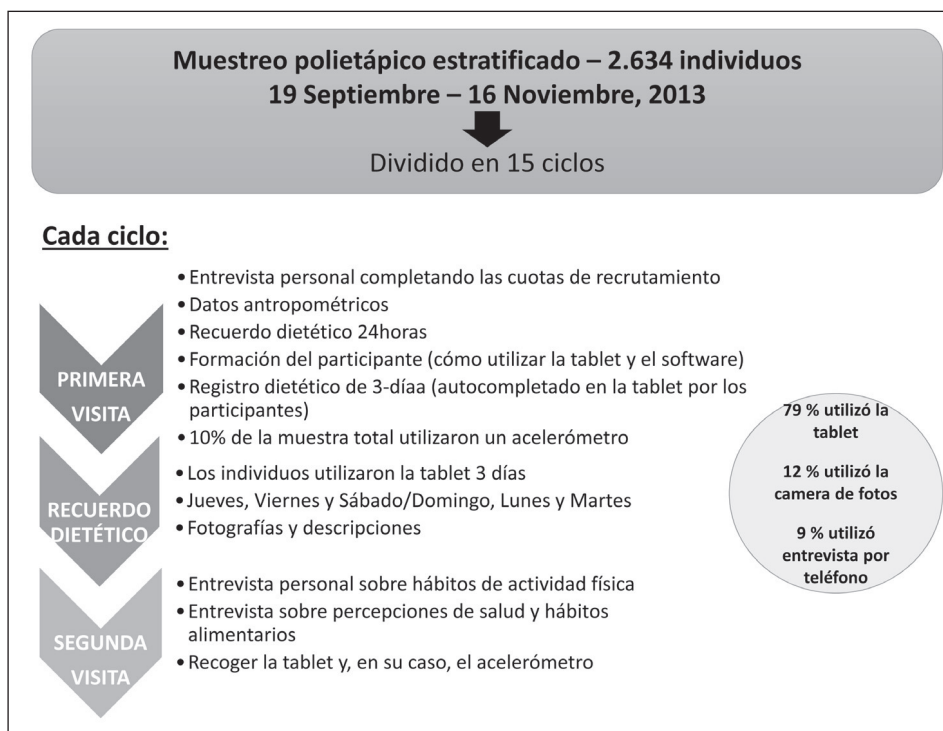 Muestreo polietápico estratificado – 2.634 individuos
19 Septiembre – 16 Noviembre, 2013
Dividido en 15 ciclos
Cada ciclo:
PRIMERA
VISITA
• Entrevista personal completando las cuotas de recrutamiento
• Datos antropométricos
• Recuerdo dietético 24horas
• Formación del participante (cómo utilizar la tablet y el software)
• Registro dietético de 3-díaa (autocompletado en la tablet por los
participantes)
• 10% de la muestra total utilizaron un acelerómetro
RECUERDO
DIETÉTICO
• Los individuos utilizaron la tablet 3 días
• Jueves, Viernes y Sábado/Domingo, Lunes y Martes
• Fotografías y descripciones
SEGUNDA
VISITA
• Entrevista personal sobre hábitos de actividad física
• Entrevista sobre percepciones de salud y hábitos
alimentarios
• Recoger la tablet y, en su caso, el acelerómetro
79 % utilizó la
tablet
12 % utilizó la
camera de fotos
9 % utilizó
entrevista por
teléfono